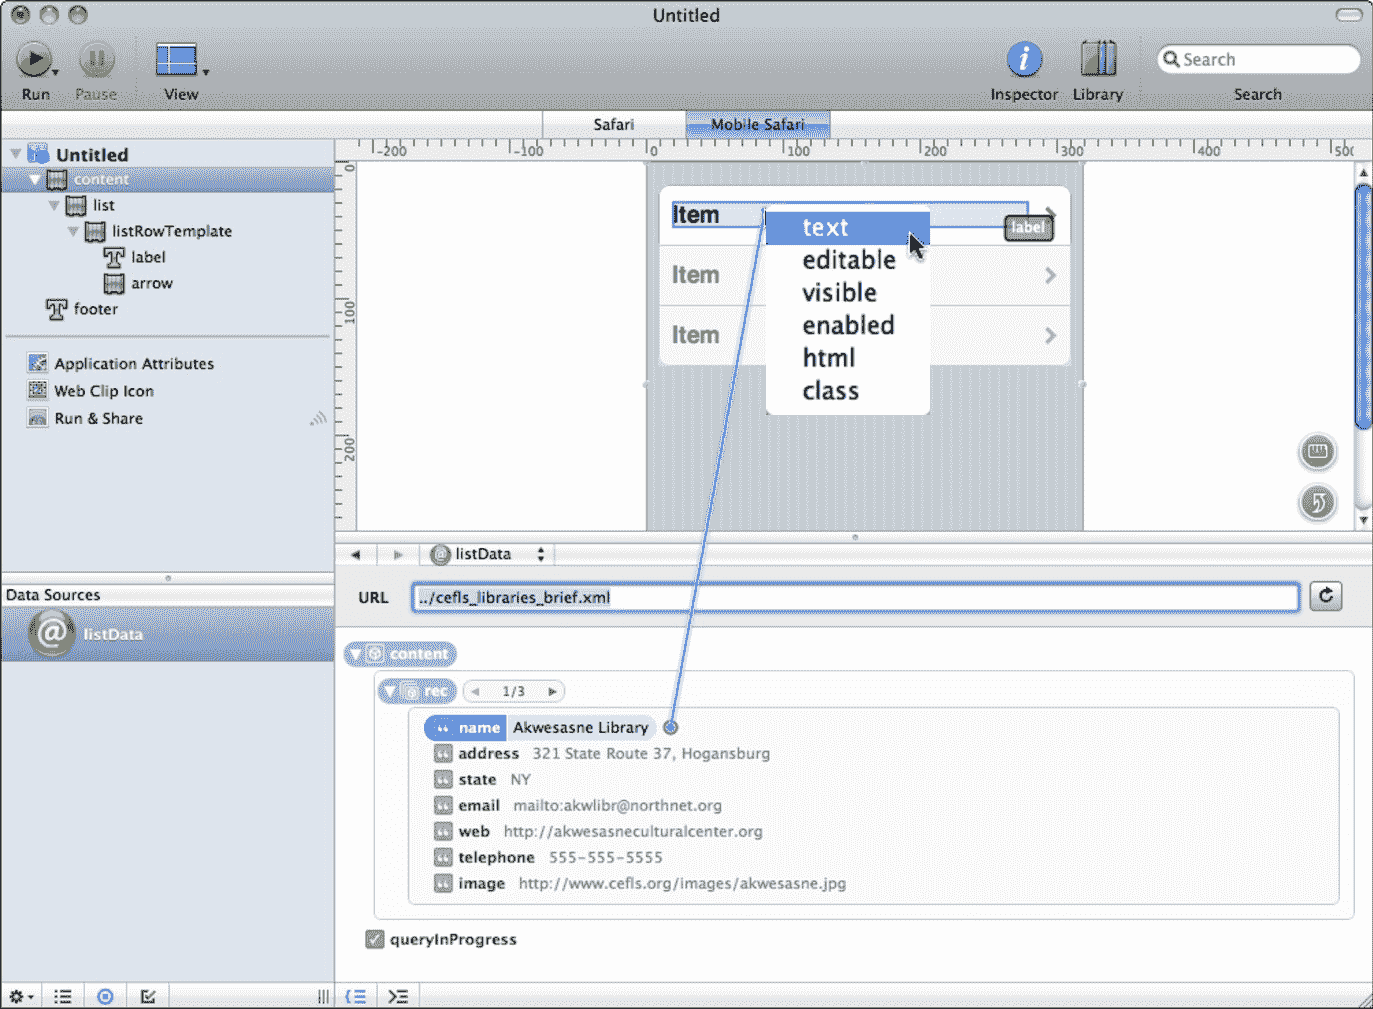 Untitled
Run
Pause
View
Inspector
Library
Search
Search
Safari
Mobile Safari
Untitled
content
list
listRowTemplate
label
arrow
footer
Application Attributes
Web Clip Icon
Run & Share
Data Sources
@ listData
-200 -100 0 100 200 300 400 500
0
100
200
Item
label
Item
Item
text
editable
visible
enabled
html
class
@ listData
URL ../cefls_libraries_brief.xml
content
rec 1/3
“ name Akwesasne Library
“ address 321 State Route 37, Hogansburg
“ state NY
“ email mailto:akwlibr@northnet.org
“ web http://akwesasneculturalcenter.org
“ telephone 555-555-5555
“ image http://www.cefls.org/images/akwesasne.jpg
queryInProgress